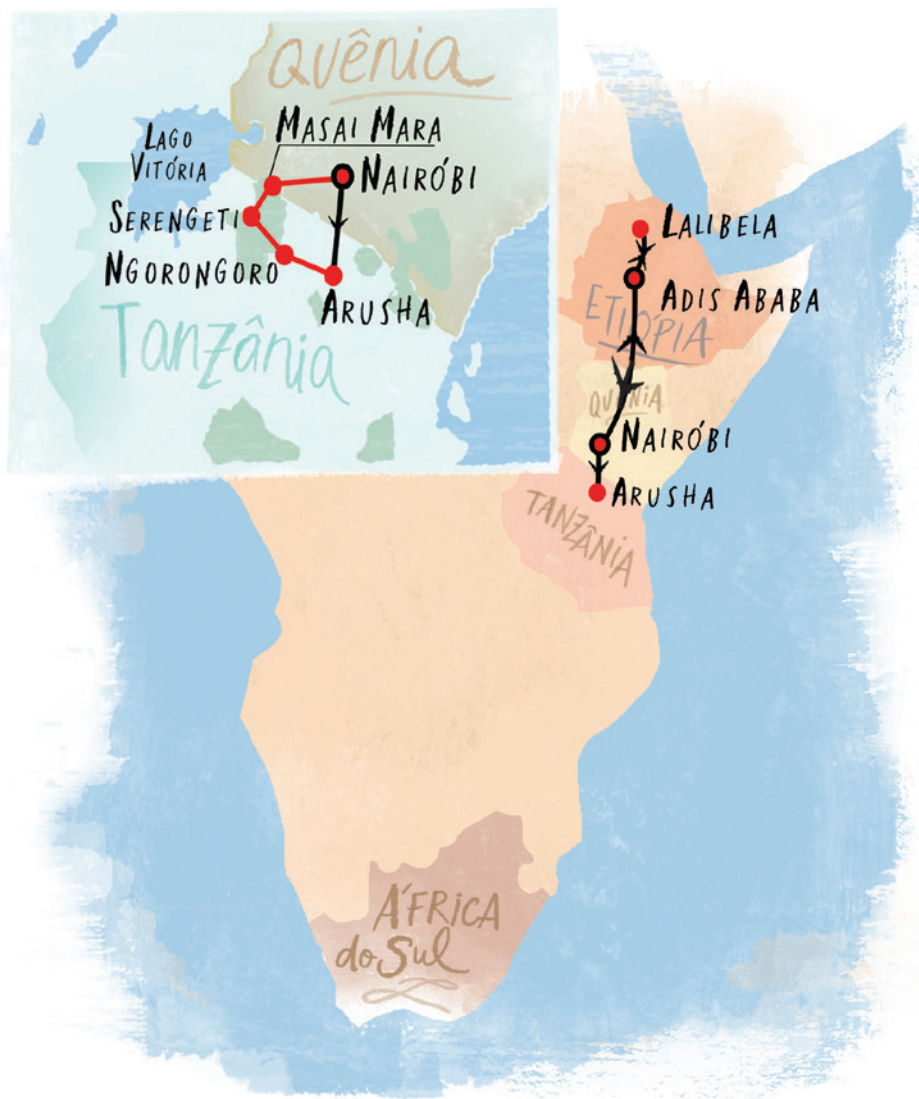 QUÊNIA
MASAI MARA
LAGO
VITÓRIA
NAIRÓBI
SERENGETI
NGORONGORO
ARUSHA
Tanzânia
LALIBELA
ADIS ABABA
ETIÓPIA
QUÊNIA
NAIRÓBI
ARUSHA
TANZÂNIA
ÁFRICA
do Sul